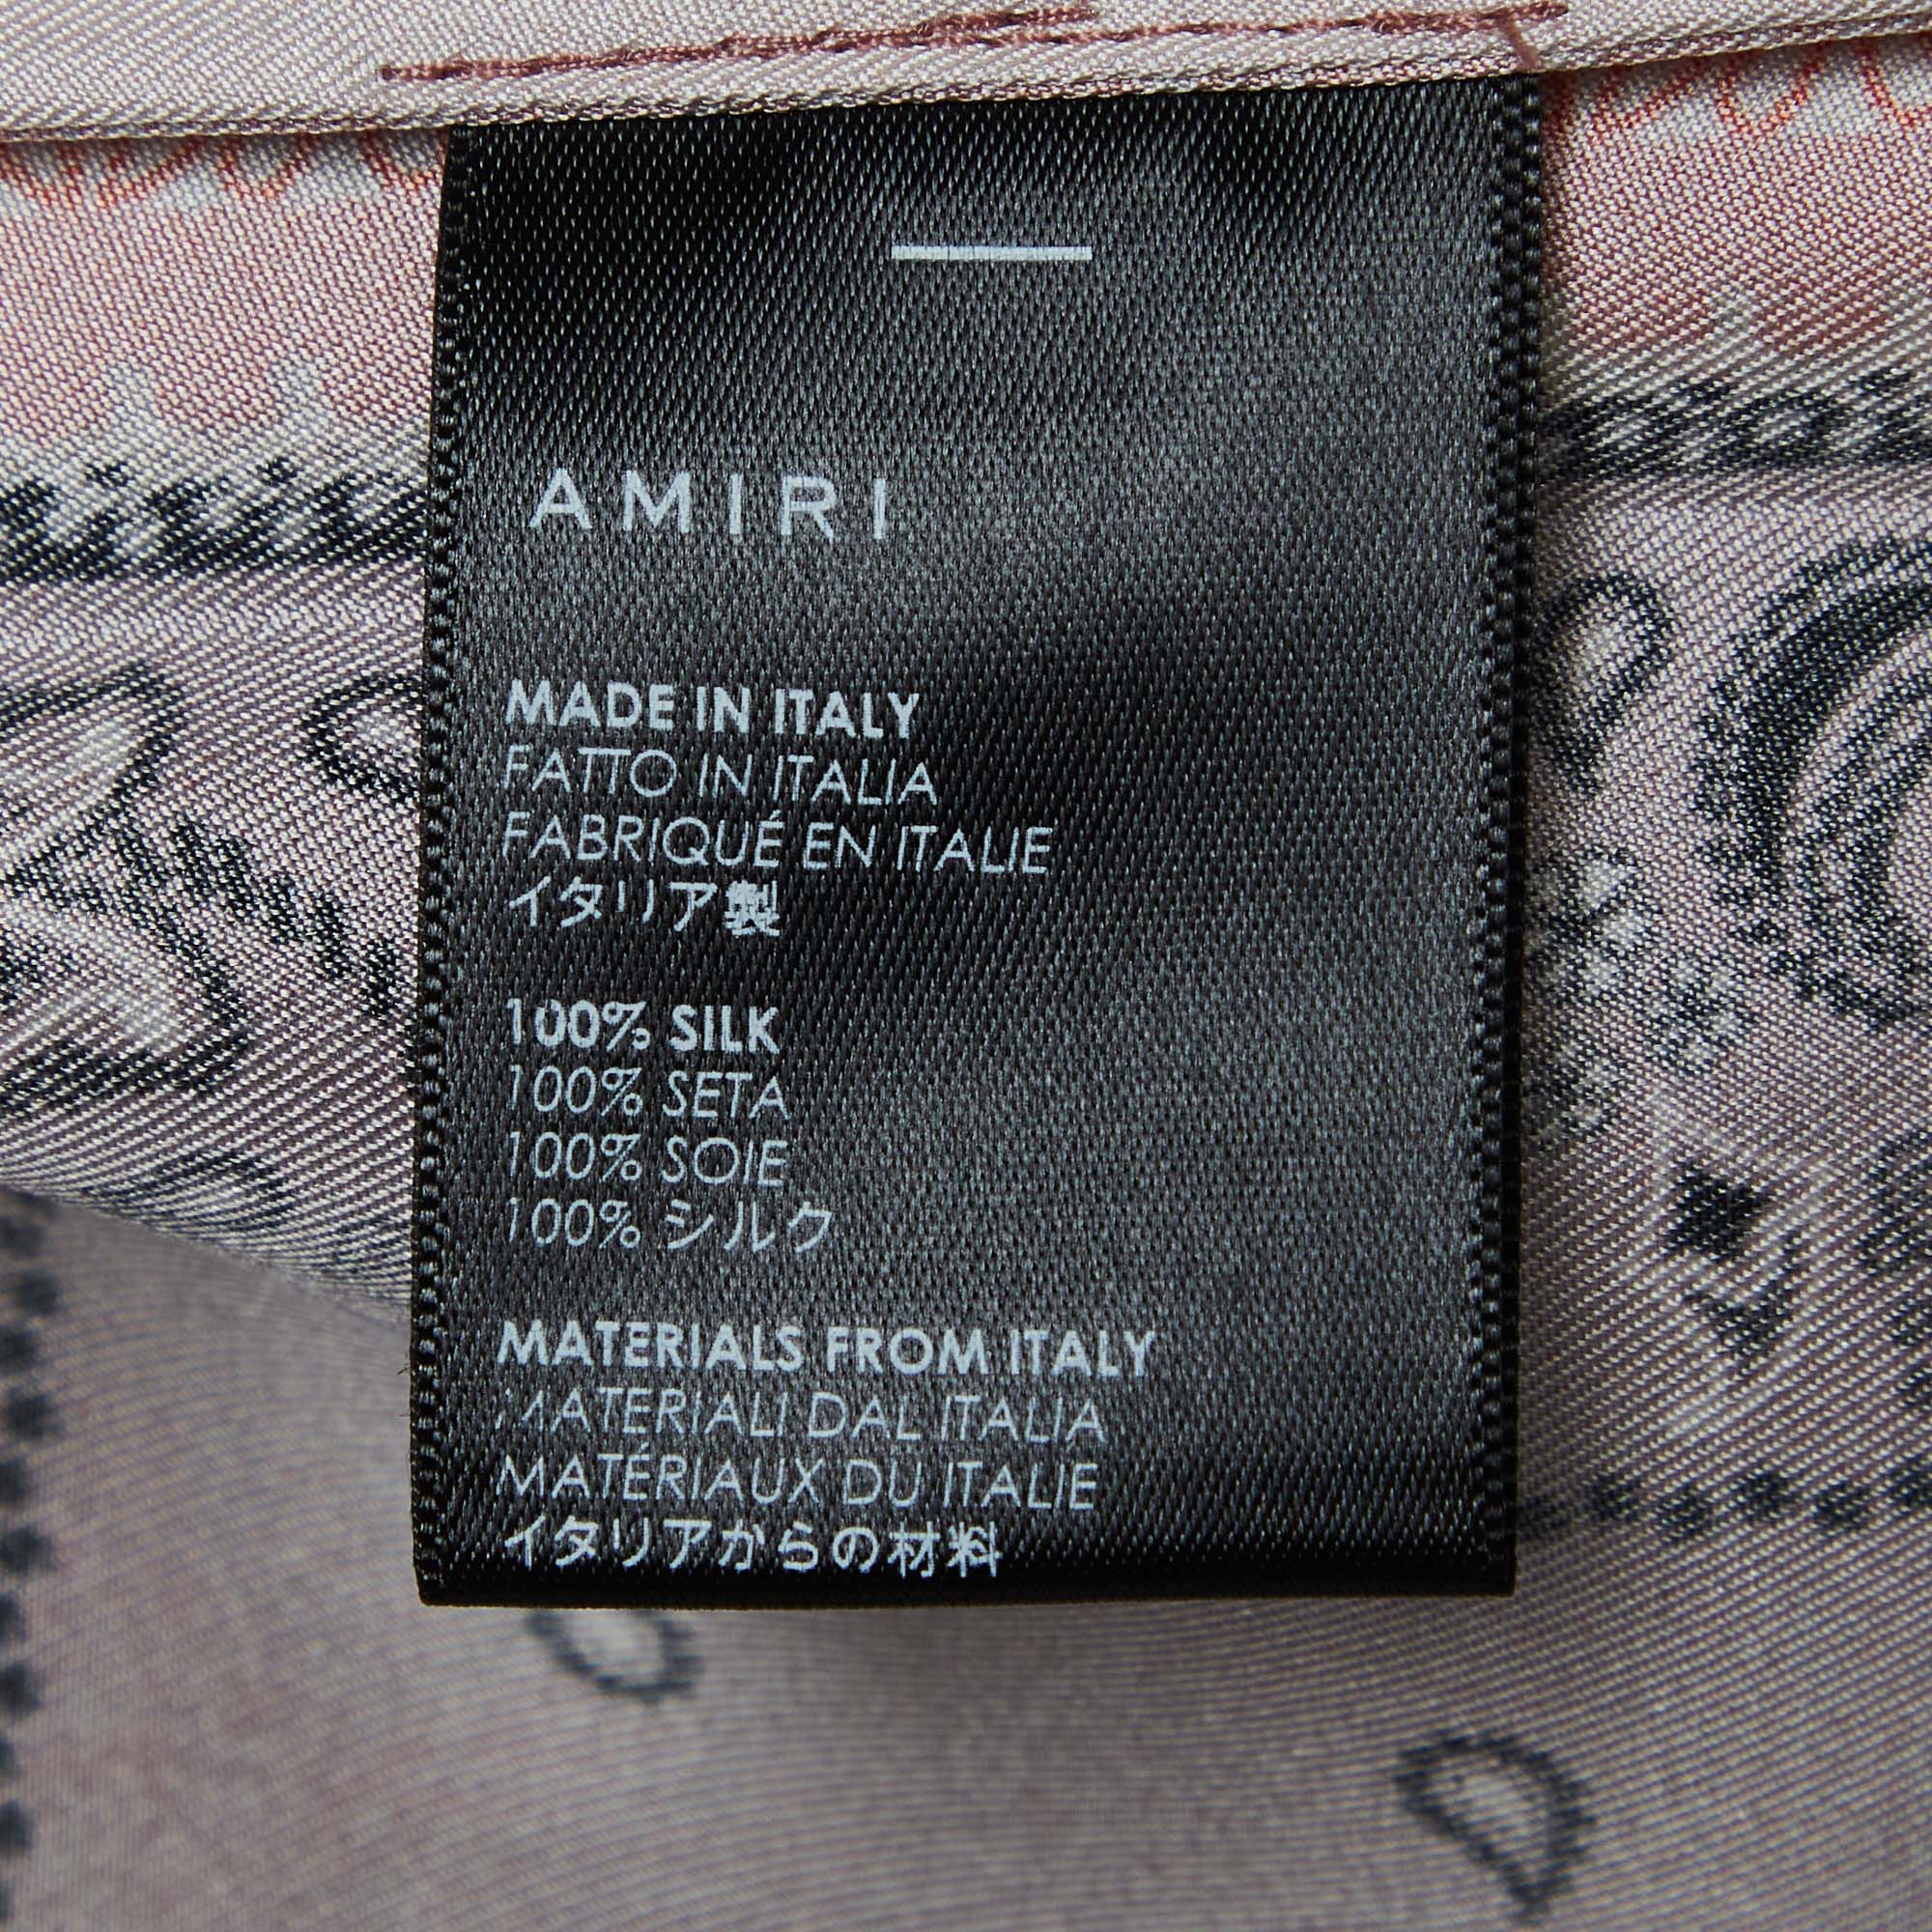 AMIRI
MADE IN ITALY
FATTO IN ITALIA
FABRIQUÉ EN ITALIE
イタリア製
100% SILK
100% SETA
100% SOIE
100% シルク
MATERIALS FROM ITALY
MATERIALI DAL ITALIA
MATÉRIAUX DU ITALIE
イタリアからの材料